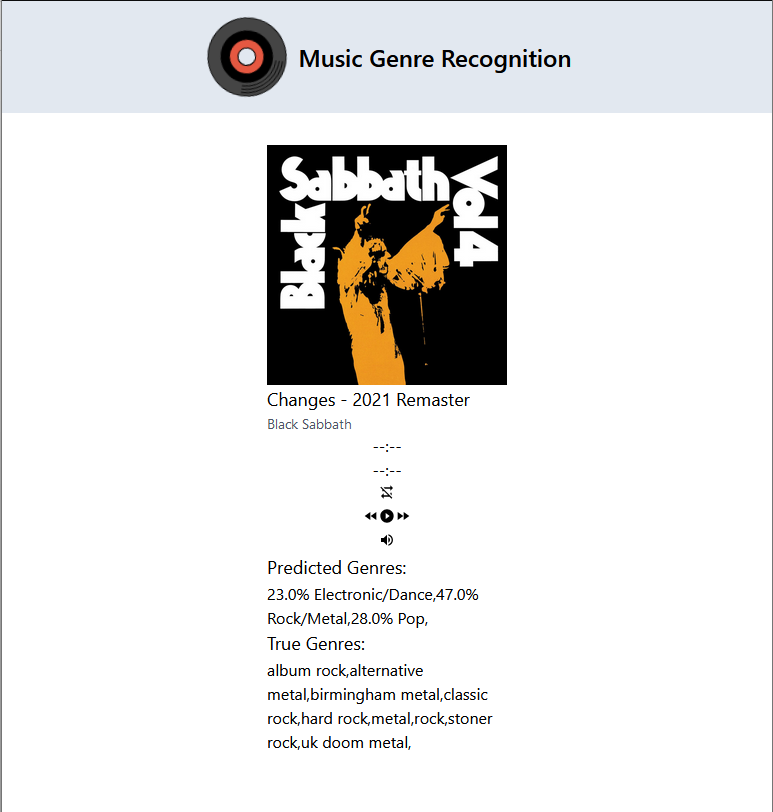 Music Genre Recognition
Black
Sabbath
Vol 4
Changes - 2021 Remaster
Black Sabbath
--:--
--:--
Predicted Genres:
23.0% Electronic/Dance,47.0%
Rock/Metal,28.0% Pop,
True Genres:
album rock,alternative
metal,birmingham metal,classic
rock,hard rock,metal,rock,stoner
rock,uk doom metal,